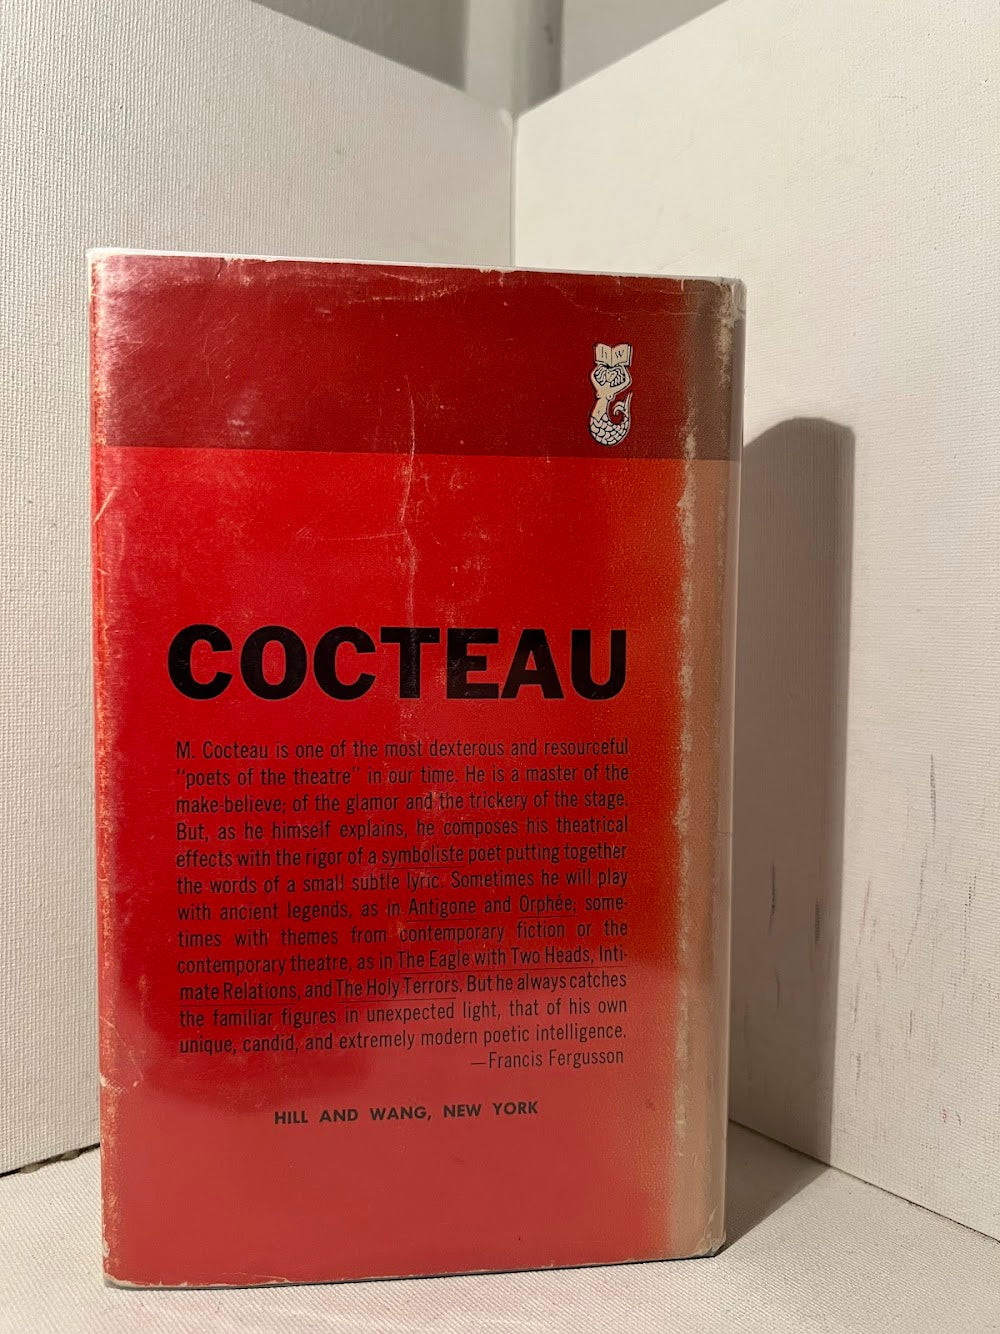 h W
COCTEAU
M. Cocteau is one of the most dexterous and resourceful
"poets of the theatre" in our time. He is a master of the
make-believe; of the glamor and the trickery of the stage.
But, as he himself explains, he composes his theatrical
effects with the rigor of a symboliste poet putting together
the words of a small subtle lyric. Sometimes he will play
with ancient legends, as in Antigone and Orphée; some-
times with themes from contemporary fiction or the
contemporary theatre, as in The Eagle with Two Heads, Inti-
mate Relations, and The Holy Terrors. But he always catches
the familiar figures in unexpected light, that of his own
unique, candid, and extremely modern poetic intelligence.
—Francis Fergusson
HILL AND WANG, NEW YORK